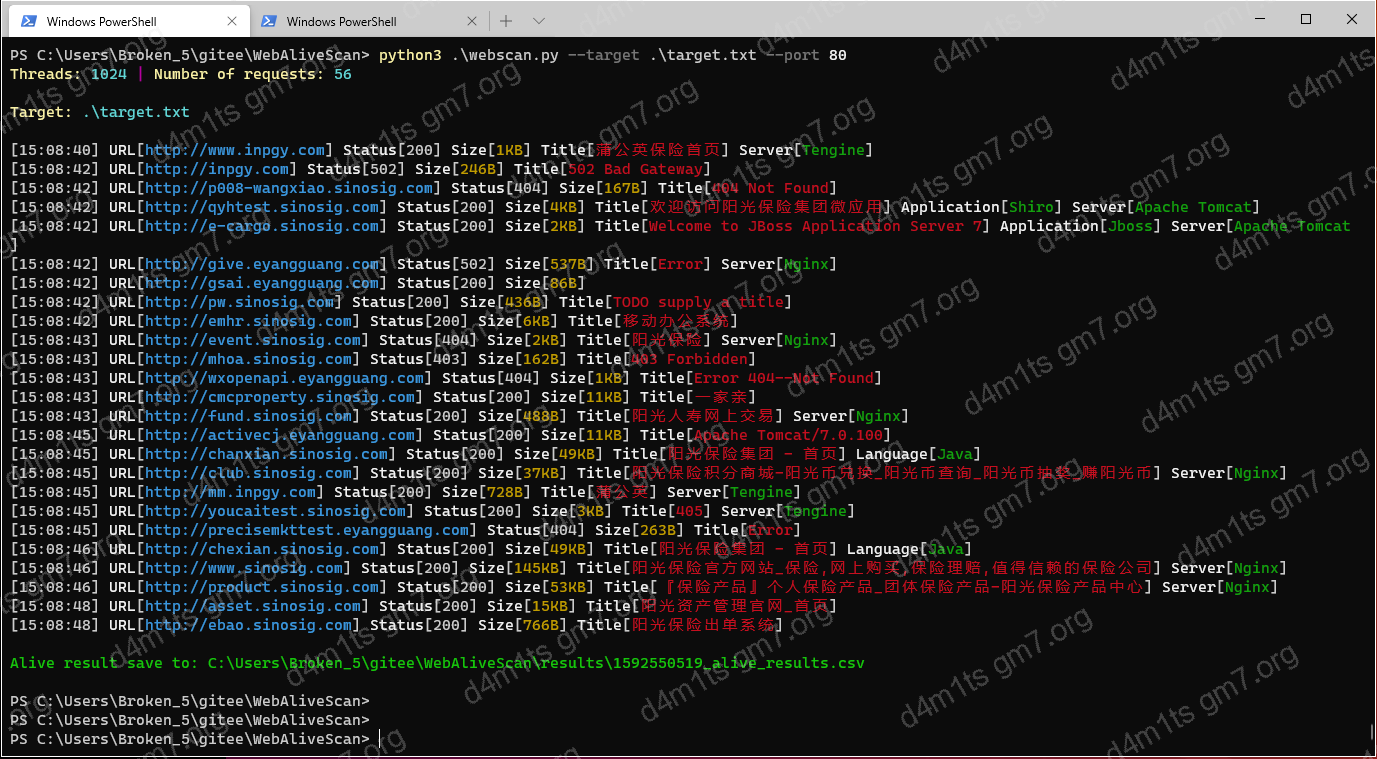 Windows PowerShell
Windows PowerShell
PS C:\Users\Broken_5\gitee\WebAliveScan> python3 .\webscan.py --target .\target.txt --port 80
Threads: 1024 | Number of requests: 56
Target: .\target.txt
[15:08:40] URL[http://www.inpgy.com] Status[200] Size[1KB] Title[蒲公英保险首页] Server[Tengine]
[15:08:42] URL[http://inpgy.com] Status[502] Size[246B] Title[502 Bad Gateway]
[15:08:42] URL[http://p008-wangxiao.sinosig.com] Status[404] Size[167B] Title[404 Not Found]
[15:08:42] URL[http://qyhtest.sinosig.com] Status[200] Size[4KB] Title[欢迎访问阳光保险集团微应用] Application[Shiro] Server[Apache Tomcat]
[15:08:42] URL[http://e-cargo.sinosig.com] Status[200] Size[2KB] Title[Welcome to JBoss Application Server 7] Application[Jboss] Server[Apache Tomcat
]
[15:08:42] URL[http://give.eyangguang.com] Status[502] Size[537B] Title[Error] Server[Nginx]
[15:08:42] URL[http://gsai.eyangguang.com] Status[200] Size[86B]
[15:08:42] URL[http://pw.sinosig.com] Status[200] Size[436B] Title[TODO supply a title]
[15:08:42] URL[http://emhr.sinosig.com] Status[200] Size[6KB] Title[移动办公系统]
[15:08:43] URL[http://event.sinosig.com] Status[404] Size[2KB] Title[阳光保险] Server[Nginx]
[15:08:43] URL[http://mhoa.sinosig.com] Status[403] Size[162B] Title[403 Forbidden]
[15:08:43] URL[http://wxopenapi.eyangguang.com] Status[404] Size[1KB] Title[Error 404--Not Found]
[15:08:43] URL[http://cmcproperty.sinosig.com] Status[200] Size[11KB] Title[一家亲]
[15:08:43] URL[http://fund.sinosig.com] Status[200] Size[488B] Title[阳光人寿网上交易] Server[Nginx]
[15:08:45] URL[http://activecj.eyangguang.com] Status[200] Size[11KB] Title[Apache Tomcat/7.0.100]
[15:08:45] URL[http://chanxian.sinosig.com] Status[200] Size[49KB] Title[阳光保险集团 - 首页] Language[Java]
[15:08:45] URL[http://club.sinosig.com] Status[200] Size[37KB] Title[阳光保险积分商城-阳光币兑换_阳光币查询_阳光币抽奖_赚阳光币] Server[Nginx]
[15:08:45] URL[http://mm.inpgy.com] Status[200] Size[728B] Title[蒲公英] Server[Tengine]
[15:08:45] URL[http://youcaitest.sinosig.com] Status[200] Size[3KB] Title[405] Server[Tengine]
[15:08:45] URL[http://precisemkttest.eyangguang.com] Status[404] Size[263B] Title[Error]
[15:08:46] URL[http://chexian.sinosig.com] Status[200] Size[49KB] Title[阳光保险集团 - 首页] Language[Java]
[15:08:46] URL[http://www.sinosig.com] Status[200] Size[145KB] Title[阳光保险官方网站_保险,网上购买,保险理赔,值得信赖的保险公司] Server[Nginx]
[15:08:46] URL[http://product.sinosig.com] Status[200] Size[53KB] Title[『保险产品』个人保险产品_团体保险产品-阳光保险产品中心] Server[Nginx]
[15:08:48] URL[http://asset.sinosig.com] Status[200] Size[15KB] Title[阳光资产管理官网_首页]
[15:08:48] URL[http://ebao.sinosig.com] Status[200] Size[766B] Title[阳光保险出单系统]
Alive result save to: C:\Users\Broken_5\gitee\WebAliveScan\results\1592550519_alive_results.csv
PS C:\Users\Broken_5\gitee\WebAliveScan>
PS C:\Users\Broken_5\gitee\WebAliveScan>
PS C:\Users\Broken_5\gitee\WebAliveScan>
d4m1ts gm7.org